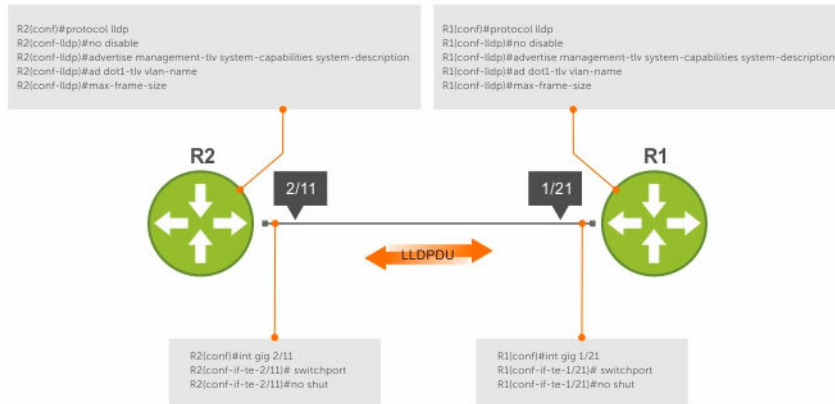 R2(conf)#protocol lldp
R2(conf-lldp)#no disable
R2(conf-lldp)#advertise management-tlv system-capabilities system-description
R2(conf-lldp)#ad dot1-tlv vlan-name
R2(conf-lldp)#max-frame-size
R1(conf)#protocol lldp
R1(conf-lldp)#no disable
R1(conf-lldp)#advertise management-tlv system-capabilities system-description
R1(conf-lldp)#ad dot1-tlv vlan-name
R1(conf-lldp)#max-frame-size
R2
R1
2/11
1/21
LLDPDU
R2(conf)#int gig 2/11
R2(conf-if-te-2/11)# switchport
R2(conf-if-te-2/11)#no shut
R1(conf)#int gig 1/21
R1(conf-if-te-1/21)# switchport
R1(conf-if-te-1/21)#no shut